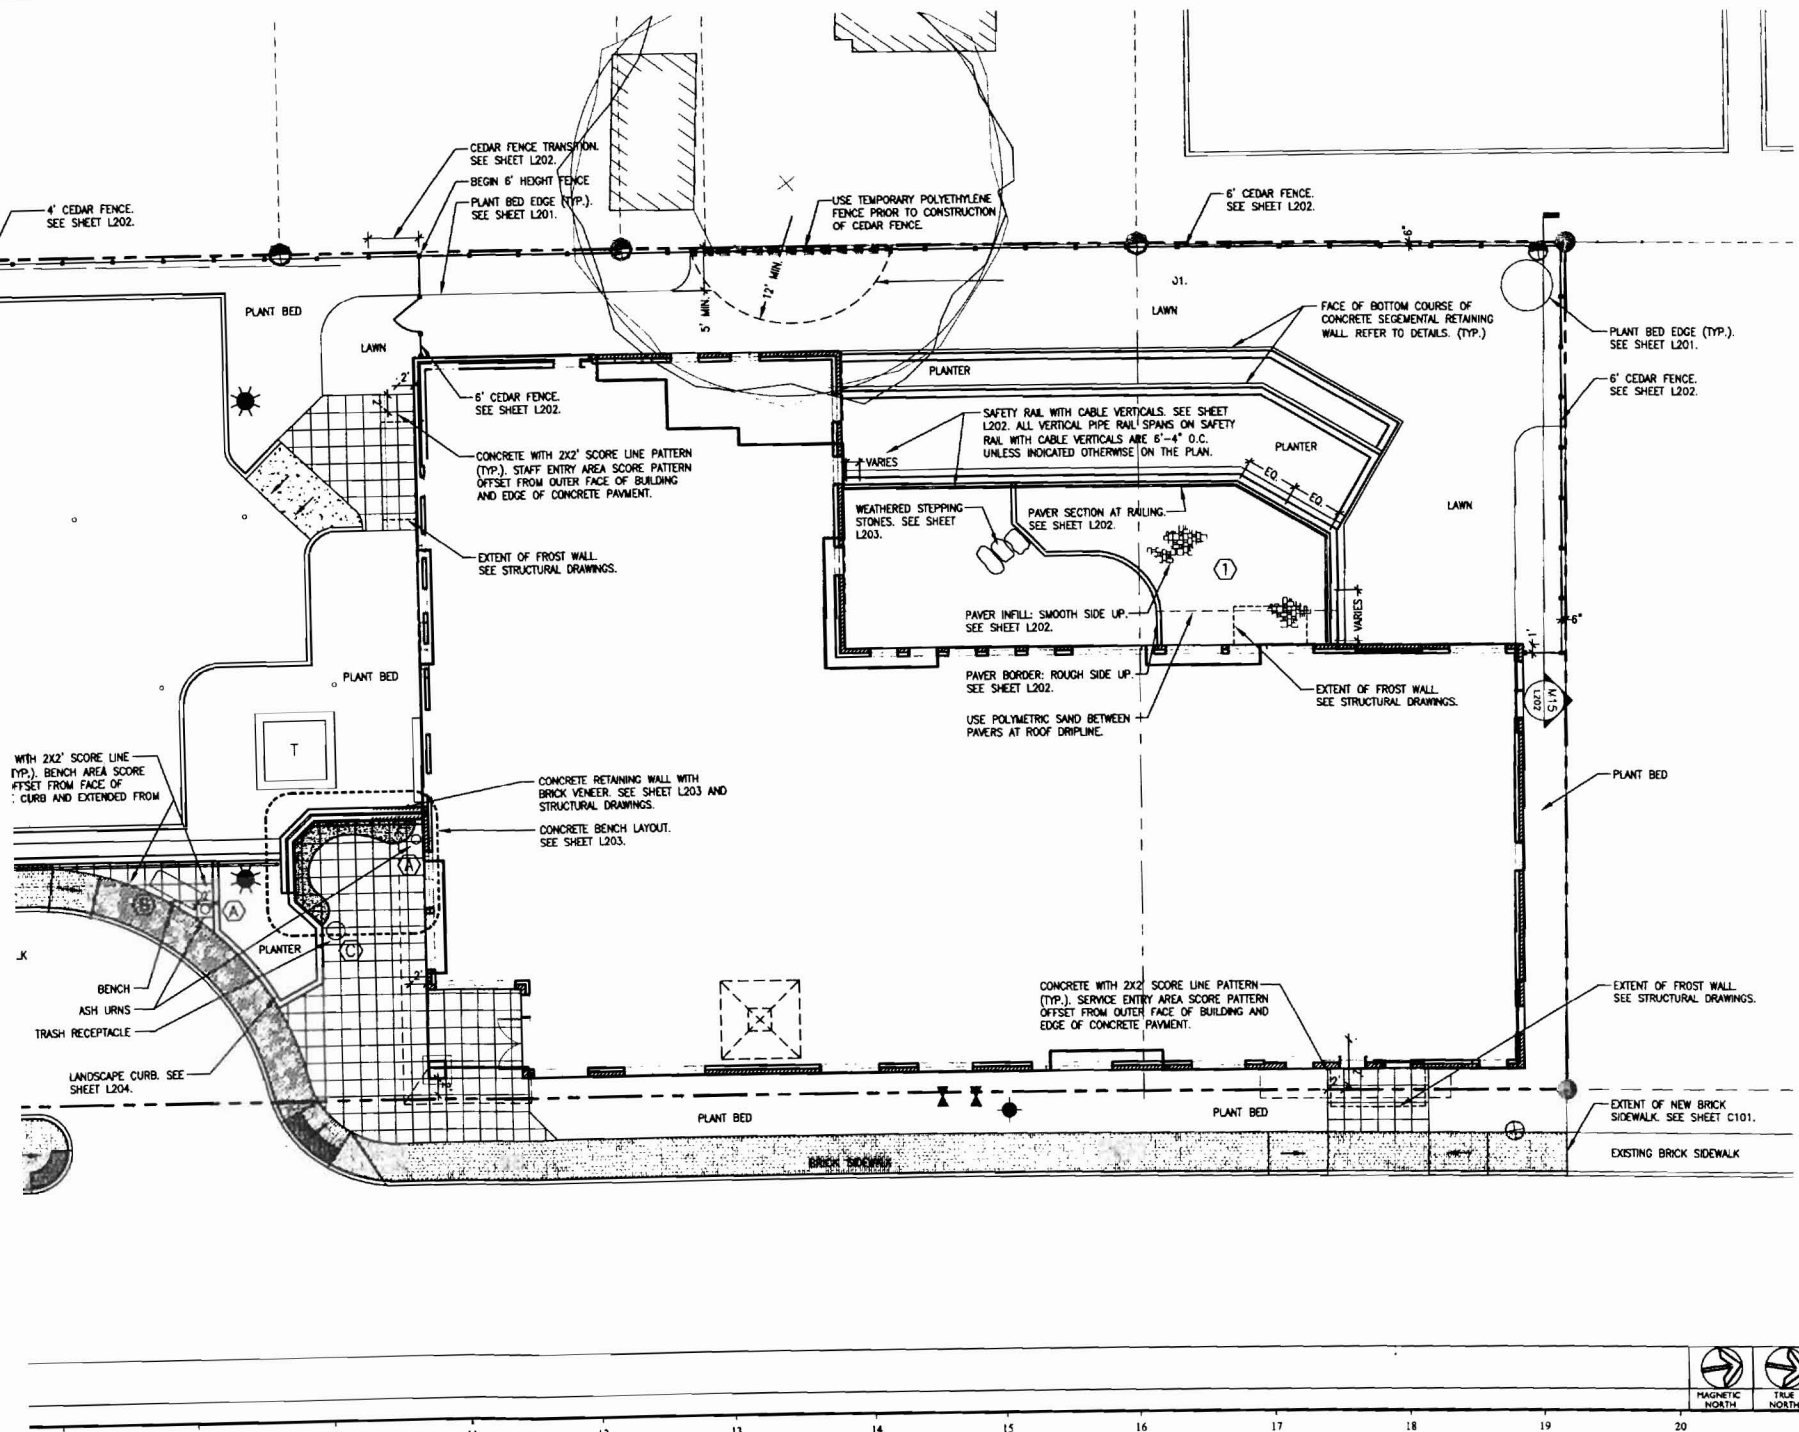 CEDAR FENCE TRANSITION.
SEE SHEET L202.
BEGIN 6' HEIGHT FENCE
PLANT BED EDGE (TYP.).
SEE SHEET L201.
4' CEDAR FENCE.
SEE SHEET L202.
USE TEMPORARY POLYETHYLENE
FENCE PRIOR TO CONSTRUCTION
OF CEDAR FENCE.
6' CEDAR FENCE.
SEE SHEET L202.
6"
12' MIN.
5' MIN.
PLANT BED
LAWN
J1.
LAWN
FACE OF BOTTOM COURSE OF
CONCRETE SEGEMENTAL RETAINING
WALL. REFER TO DETAILS. (TYP.)
PLANT BED EDGE (TYP.).
SEE SHEET L201.
6' CEDAR FENCE.
SEE SHEET L202.
PLANTER
2'
2'
6' CEDAR FENCE.
SEE SHEET L202.
SAFETY RAIL WITH CABLE VERTICALS. SEE SHEET
L202. ALL VERTICAL PIPE RAIL SPANS ON SAFETY
RAIL WITH CABLE VERTICALS ARE 6'-4" O.C.
UNLESS INDICATED OTHERWISE ON THE PLAN.
PLANTER
VARIES
EQ.
EQ.
CONCRETE WITH 2X2' SCORE LINE PATTERN
(TYP.). STAFF ENTRY AREA SCORE PATTERN
OFFSET FROM OUTER FACE OF BUILDING
AND EDGE OF CONCRETE PAVMENT.
LAWN
WEATHERED STEPPING
STONES. SEE SHEET
L203.
PAVER SECTION AT RAILING.
SEE SHEET L202.
1
EXTENT OF FROST WALL.
SEE STRUCTURAL DRAWINGS.
PAVER INFILL: SMOOTH SIDE UP.
SEE SHEET L202.
VARIES
6"
1'
PAVER BORDER: ROUGH SIDE UP.
SEE SHEET L202.
EXTENT OF FROST WALL.
SEE STRUCTURAL DRAWINGS.
M15
L202
USE POLYMETRIC SAND BETWEEN
PAVERS AT ROOF DRIPLINE.
PLANT BED
T
WITH 2X2' SCORE LINE
TYP.). BENCH AREA SCORE
FFSET FROM FACE OF
CURB AND EXTENDED FROM
CONCRETE RETAINING WALL WITH
BRICK VENEER. SEE SHEET L203 AND
STRUCTURAL DRAWINGS.
CONCRETE BENCH LAYOUT.
SEE SHEET L203.
PLANT BED
A
B
A
C
PLANTER
2'
BENCH
ASH URNS
TRASH RECEPTACLE
LANDSCAPE CURB. SEE
SHEET L204.
CONCRETE WITH 2X2' SCORE LINE PATTERN
(TYP.). SERVICE ENTRY AREA SCORE PATTERN
OFFSET FROM OUTER FACE OF BUILDING AND
EDGE OF CONCRETE PAVMENT.
EXTENT OF FROST WALL.
SEE STRUCTURAL DRAWINGS.
2'
2'
PLANT BED
PLANT BED
EXTENT OF NEW BRICK
SIDEWALK. SEE SHEET C101.
BRICK SIDEWALK
EXISTING BRICK SIDEWALK
MAGNETIC
NORTH
TRUE
NORTH
14
15
16
17
18
19
20